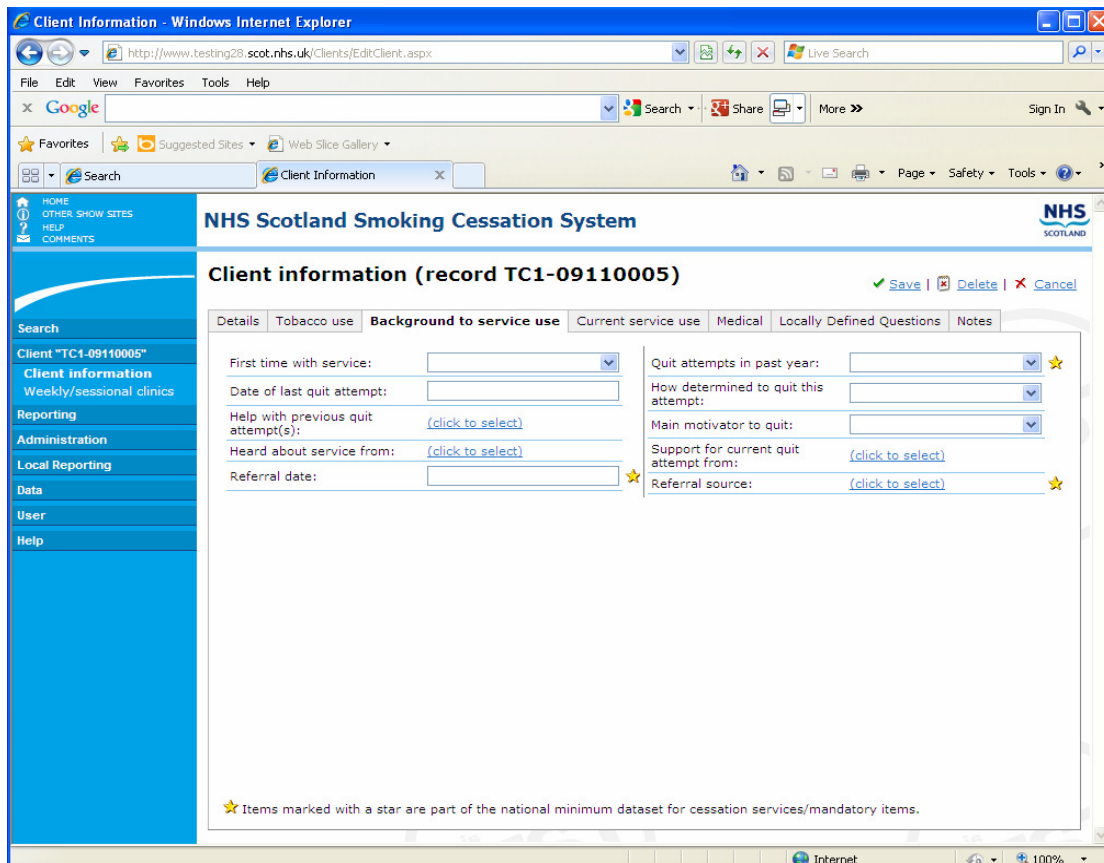 Client Information - Windows Internet Explorer
http://www.testing28.scot.nhs.uk/Clients/EditClient.aspx
Live Search
File Edit View Favorites Tools Help
x Google Search Share More >> Sign In
Favorites Suggested Sites Web Slice Gallery
Search Client Information X Page Safety Tools
HOME
OTHER SHOW SITES
HELP
COMMENTS
NHS Scotland Smoking Cessation System
NHS
SCOTLAND
Client information (record TC1-09110005)
Save | Delete | Cancel
Details Tobacco use Background to service use Current service use Medical Locally Defined Questions Notes
Search
Client "TC1-09110005"
Client information
Weekly/sessional clinics
Reporting
Administration
Local Reporting
Data
User
Help
First time with service:
Date of last quit attempt:
Help with previous quit
attempt(s): (click to select)
Heard about service from: (click to select)
Referral date:
Quit attempts in past year:
How determined to quit this
attempt:
Main motivator to quit:
Support for current quit
attempt from: (click to select)
Referral source: (click to select)
Items marked with a star are part of the national minimum dataset for cessation services/mandatory items.
Internet 100%